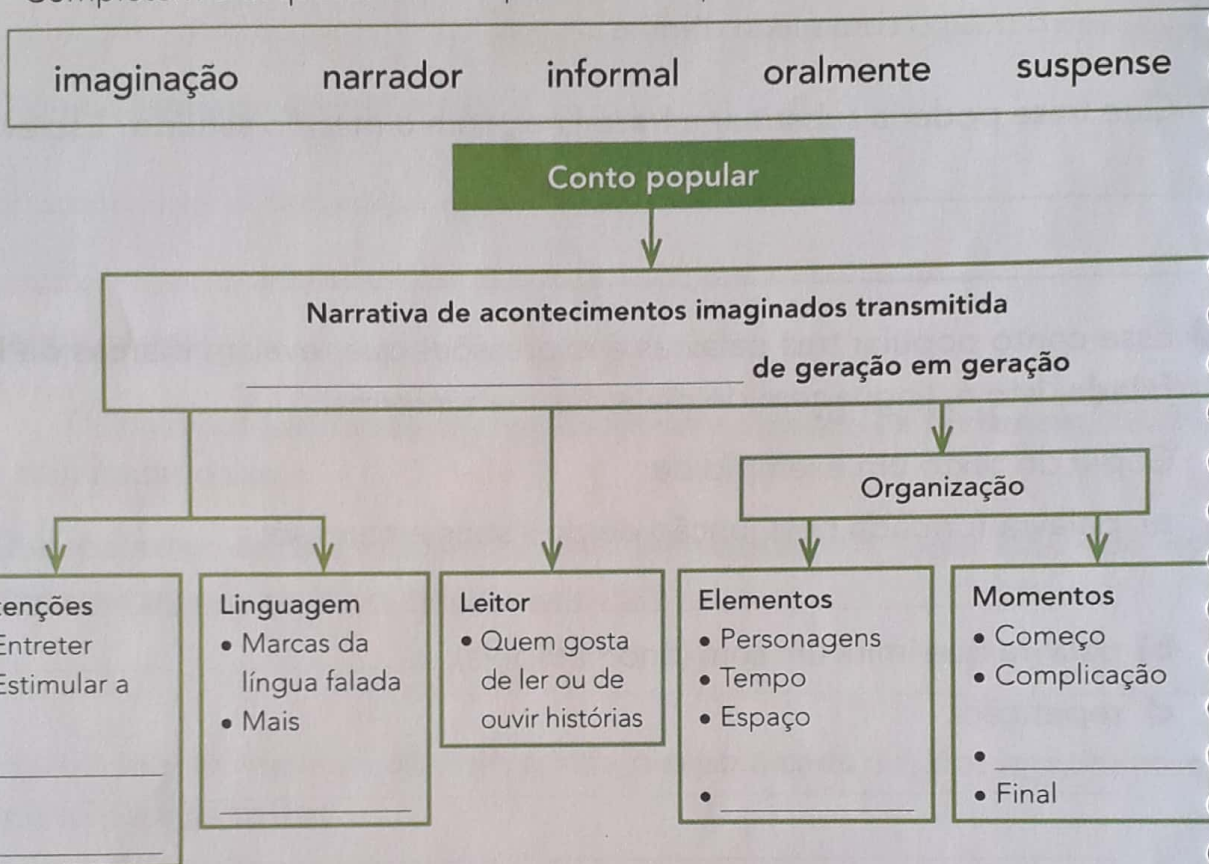 imaginação narrador informal oralmente suspense
Conto popular
Narrativa de acontecimentos imaginados transmitida
de geração em geração
Organização
tenções
Entreter
Estimular a
Linguagem
• Marcas da
língua falada
• Mais
Leitor
• Quem gosta
de ler ou de
ouvir histórias
Elementos
• Personagens
• Tempo
• Espaço
•
Momentos
• Começo
• Complicação
•
• Final